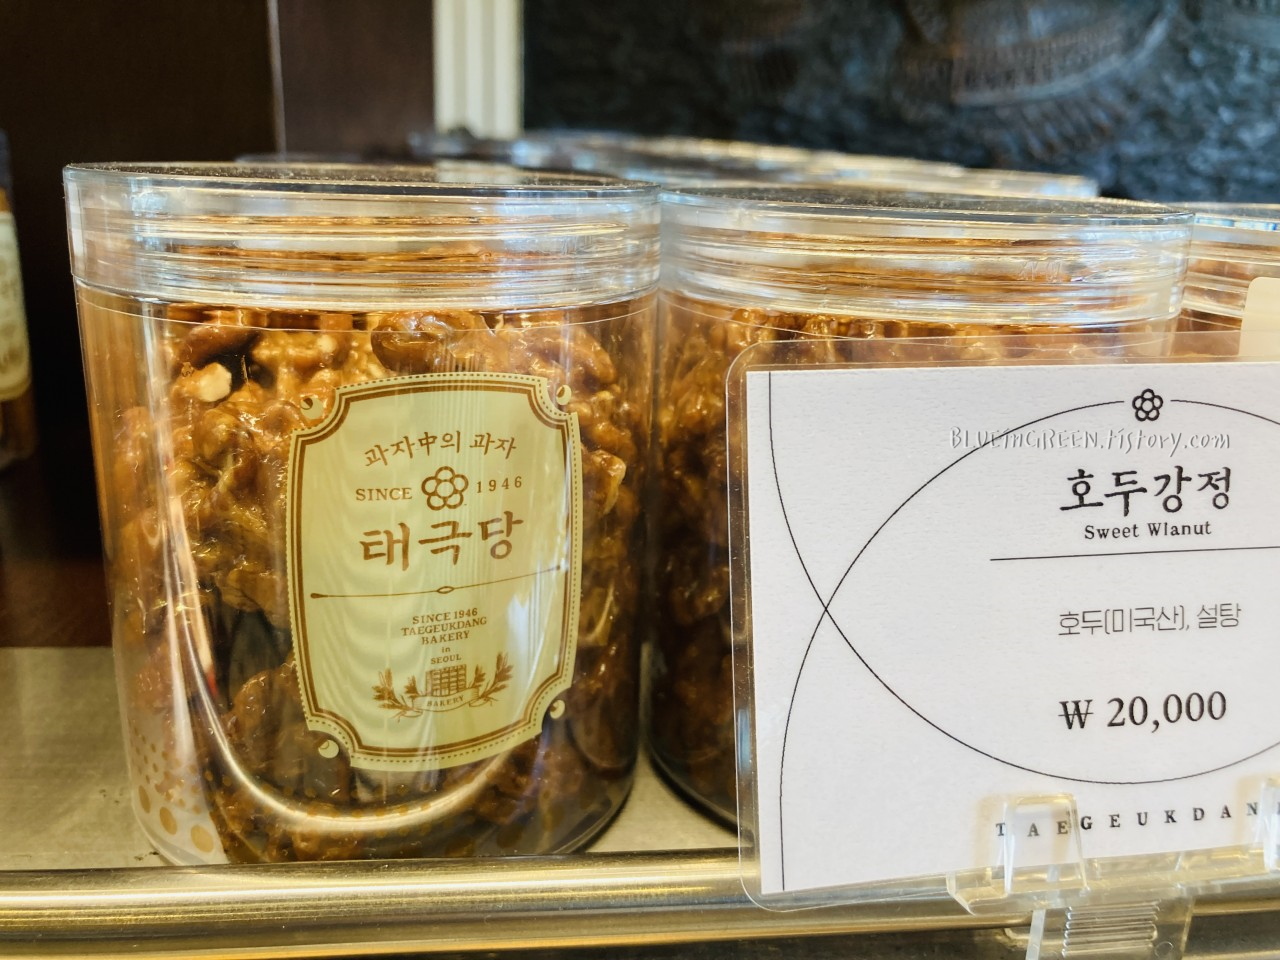 과자中의 과자
SINCE 1946
태극당
SINCE 1946
TAEGEUKDANG
BAKERY
in
SEOUL
BAKERY
BLUEinGREEN.tistory.com
호두강정
Sweet Wlanut
호두(미국산), 설탕
₩ 20,000
TAEGEUKDAN